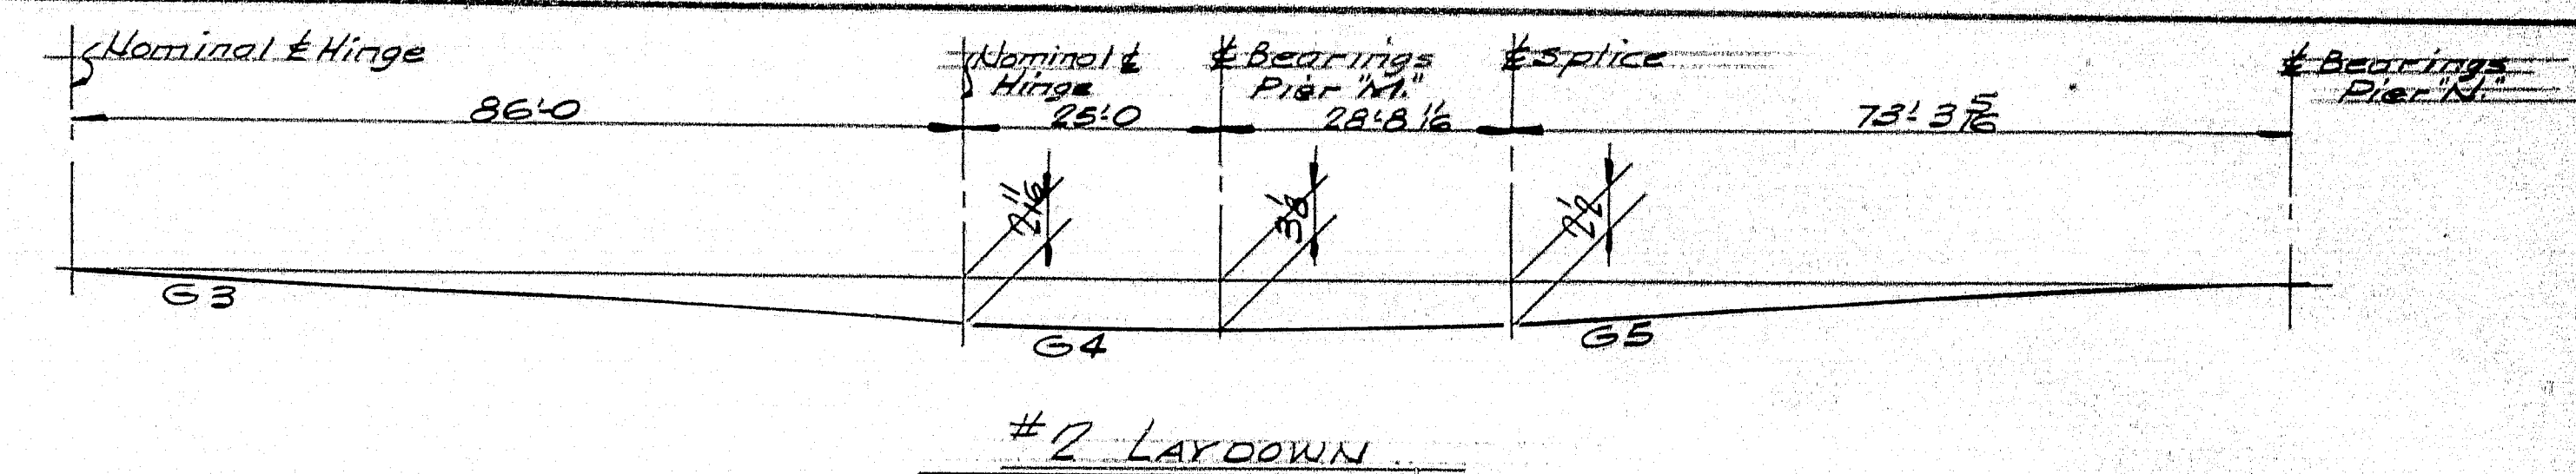 Nominal ℄ Hinge
Nominal ℄
Hinge
℄ Bearings
Pier "M."
℄ Splice
℄ Bearings
Pier "N."
86'-0
25'-0
28'-8 1/16
73'-3 5/16
2 11/16
3 1/8
2 1/2
G3
G4
G5
#2 LAYDOWN